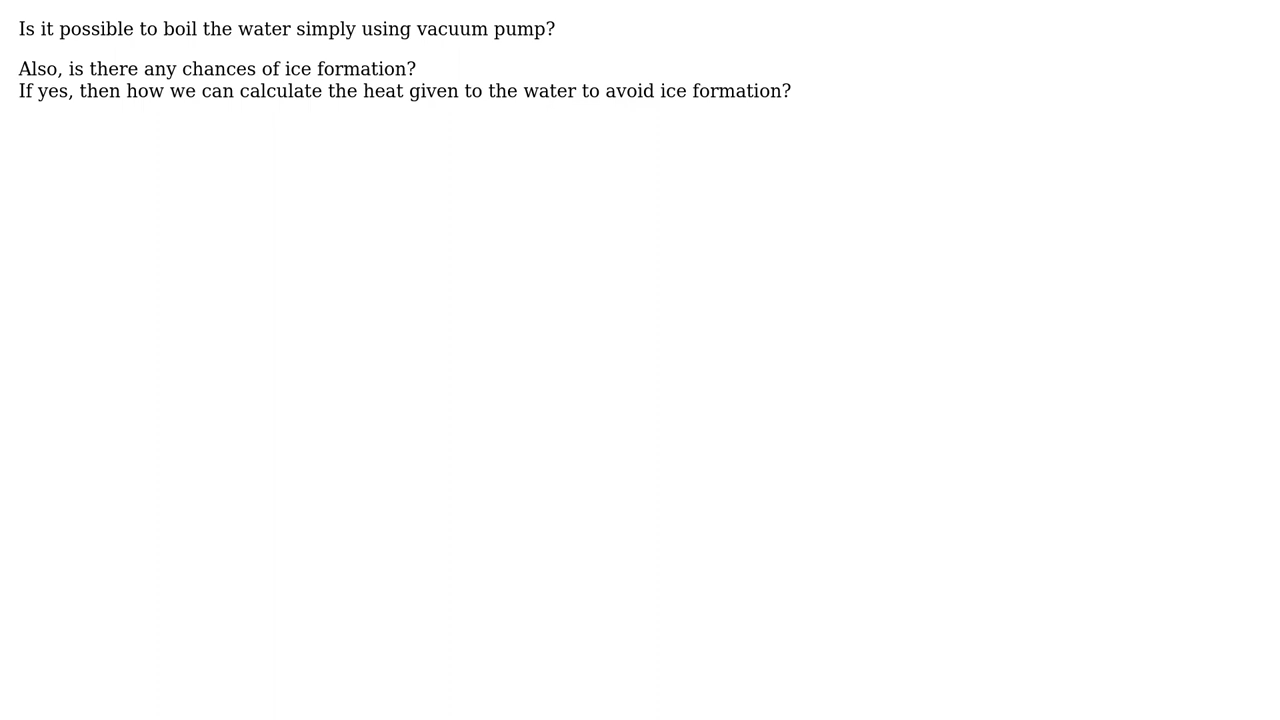 Is it possible to boil the water simply using vacuum pump?
Also, is there any chances of ice formation?
If yes, then how we can calculate the heat given to the water to avoid ice formation?